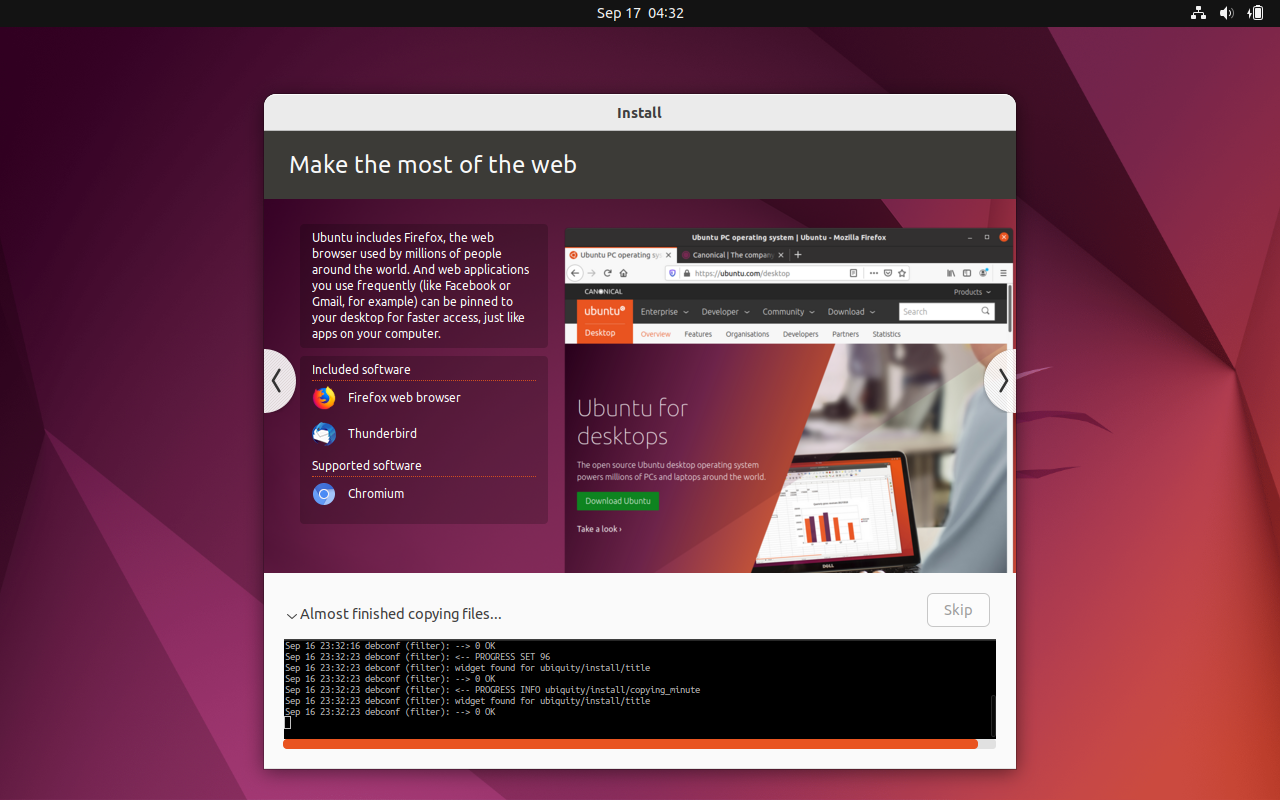 Sep 17 04:32
Install
Make the most of the web
Ubuntu includes Firefox, the web
browser used by millions of people
around the world. And web applications
you use frequently (like Facebook or
Gmail, for example) can be pinned to
your desktop for faster access, just like
apps on your computer.
Included software
Firefox web browser
Thunderbird
Supported software
Chromium
Ubuntu PC operating system | Ubuntu - Mozilla Firefox
Ubuntu PC operating sy
Canonical | The company
https://ubuntu.com/desktop
CANONICAL
Products
ubuntu
Enterprise
Developer
Community
Download
Search
Desktop
Overview
Features
Organisations
Developers
Partners
Statistics
Ubuntu for
desktops
The open source Ubuntu desktop operating system
powers millions of PCs and laptops around the world.
Download Ubuntu
Take a look ›
DELL
Almost finished copying files...
Skip
Sep 16 23:32:16 debconf (filter): --> 0 OK
Sep 16 23:32:23 debconf (filter): <-- PROGRESS SET 96
Sep 16 23:32:23 debconf (filter): widget found for ubiquity/install/title
Sep 16 23:32:23 debconf (filter): --> 0 OK
Sep 16 23:32:23 debconf (filter): <-- PROGRESS INFO ubiquity/install/copying_minute
Sep 16 23:32:23 debconf (filter): widget found for ubiquity/install/title
Sep 16 23:32:23 debconf (filter): --> 0 OK